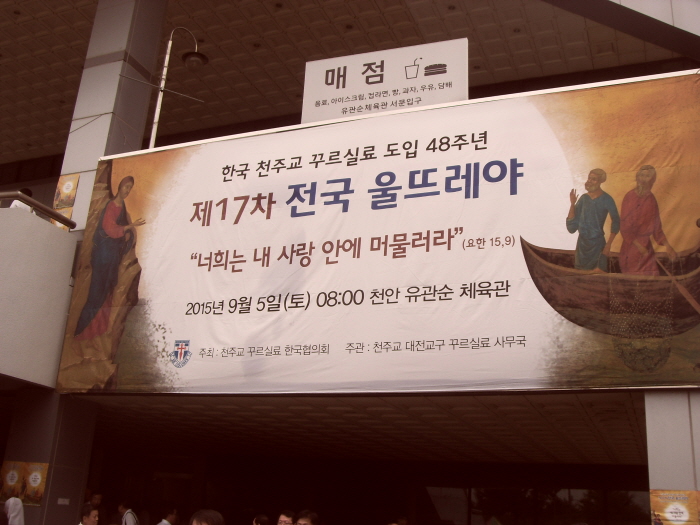 매 점
음료, 아이스크림, 컵라면, 빵, 과자, 우유, 담배
유관순체육관 서문입구
한국 천주교 꾸르실료 도입 48주년
제17차 전국 울뜨레야
“너희는 내 사랑 안에 머물러라” (요한 15,9)
2015년 9월 5일(토) 08:00 천안 유관순 체육관
주최 : 천주교 꾸르실료 한국협의회 주관 : 천주교 대전교구 꾸르실료 사무국